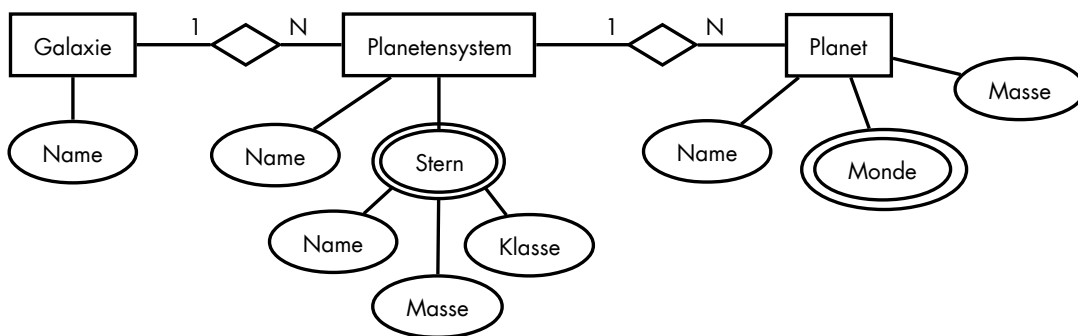 Galaxie 1 N Planetensystem 1 N Planet
Masse
Name Name Stern Name Monde
Name Klasse
Masse